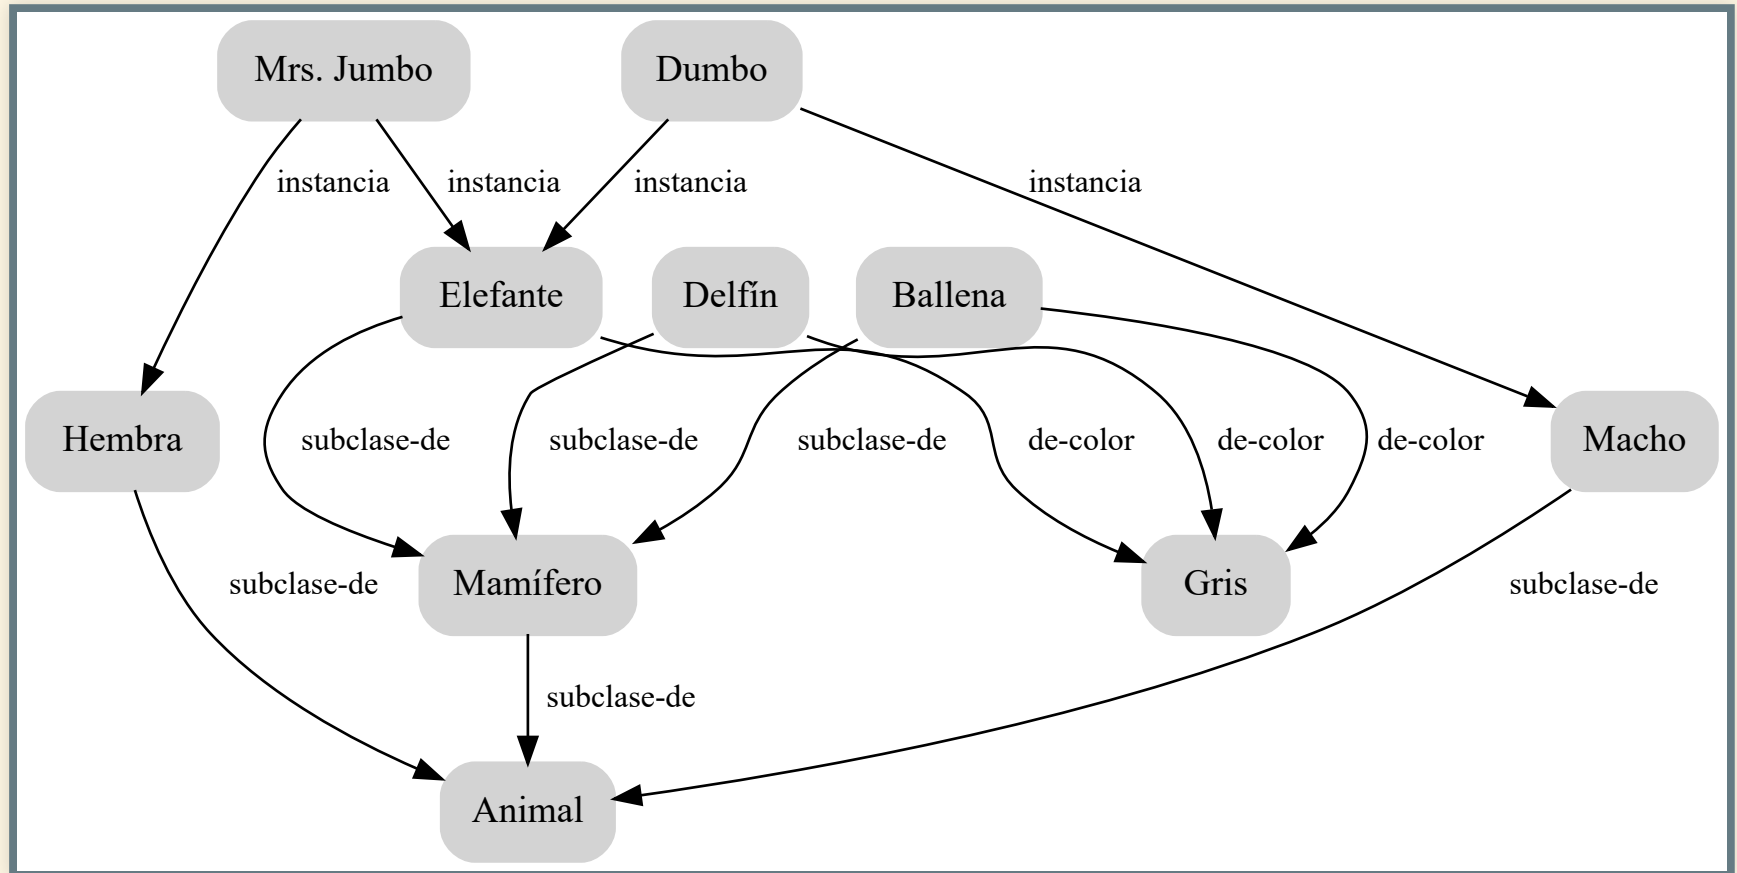 Mrs. Jumbo
Dumbo
instancia
instancia
instancia
instancia
Elefante
Delfín
Ballena
Hembra
subclase-de
subclase-de
subclase-de
de-color
de-color
de-color
Macho
subclase-de
Mamífero
Gris
subclase-de
subclase-de
Animal